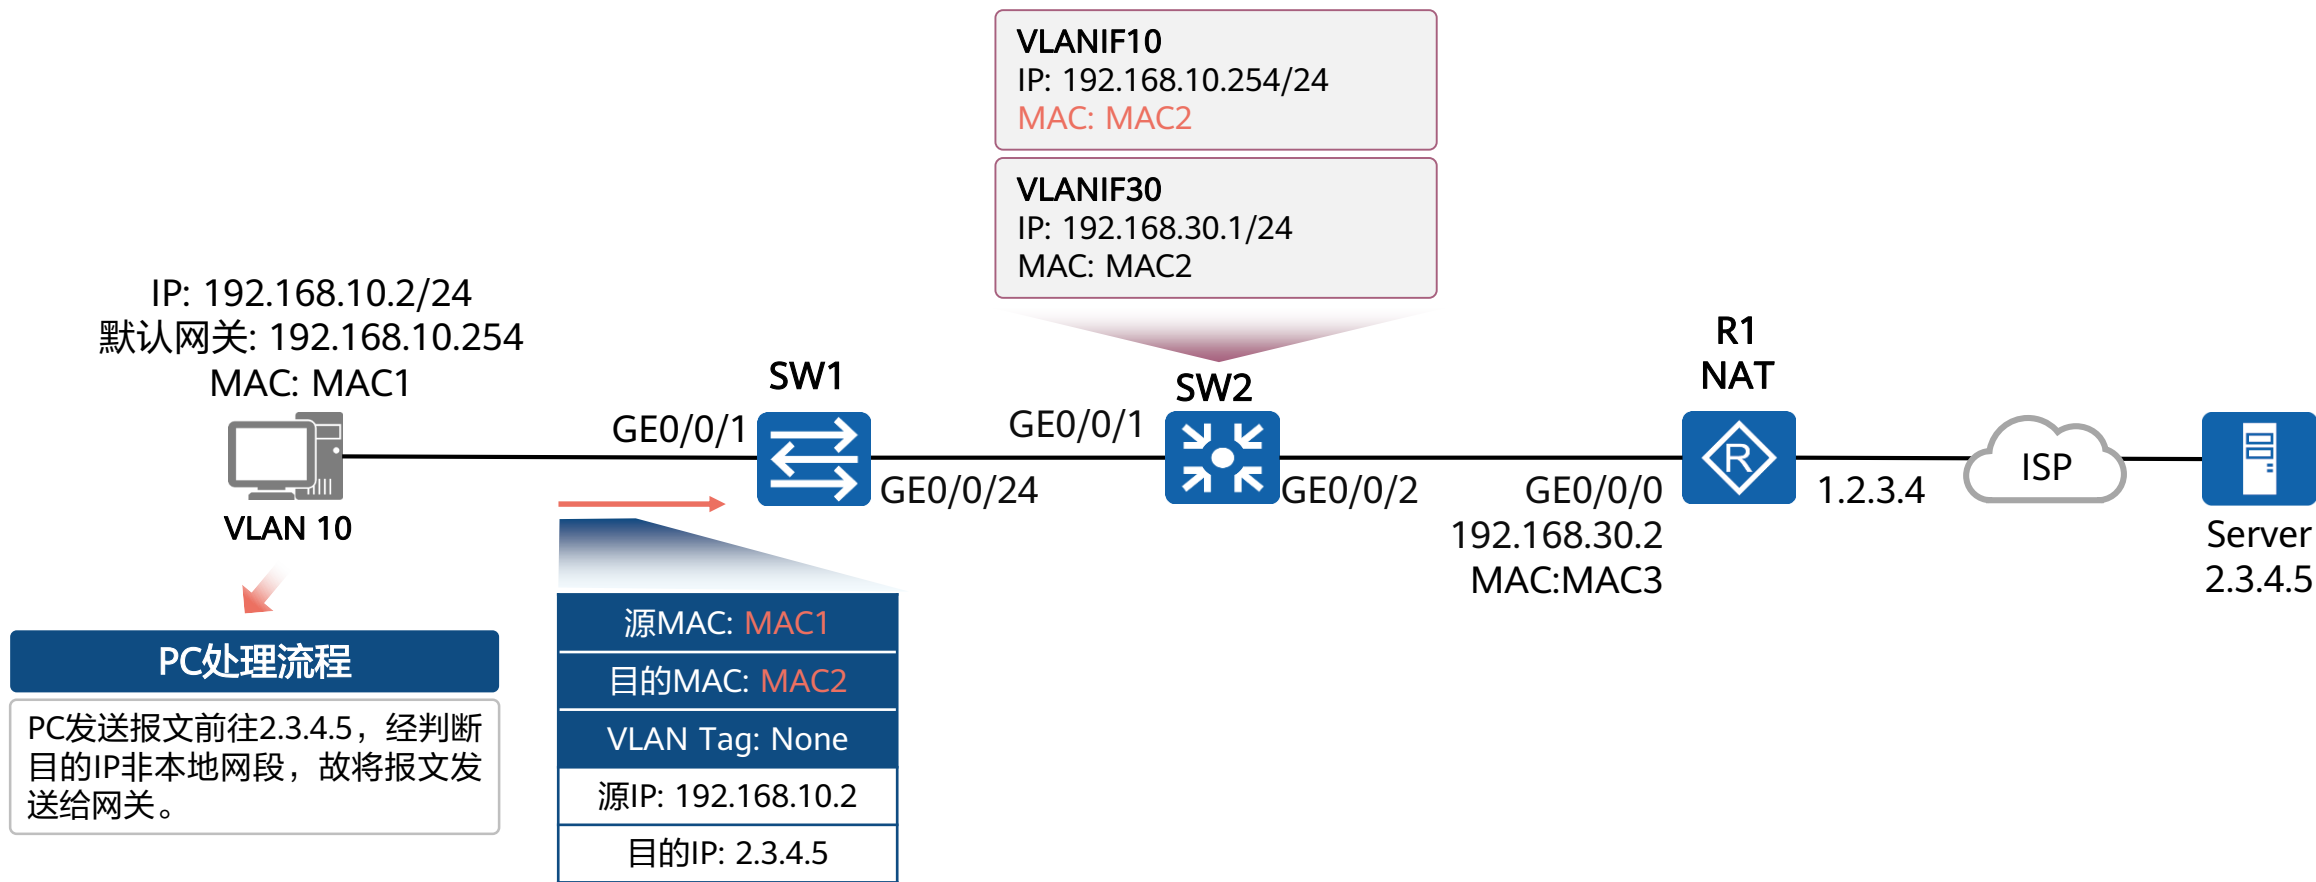 VLANIF10
IP: 192.168.10.254/24
MAC: MAC2
VLANIF30
IP: 192.168.30.1/24
MAC: MAC2
IP: 192.168.10.2/24
默认网关: 192.168.10.254
MAC: MAC1
VLAN 10
SW1
GE0/0/1
GE0/0/24
SW2
GE0/0/1
GE0/0/2
R1
NAT
R
GE0/0/0
192.168.30.2
MAC:MAC3
1.2.3.4
ISP
Server
2.3.4.5
PC处理流程
PC发送报文前往2.3.4.5，经判断
目的IP非本地网段，故将报文发
送给网关。
源MAC: MAC1
目的MAC: MAC2
VLAN Tag: None
源IP: 192.168.10.2
目的IP: 2.3.4.5